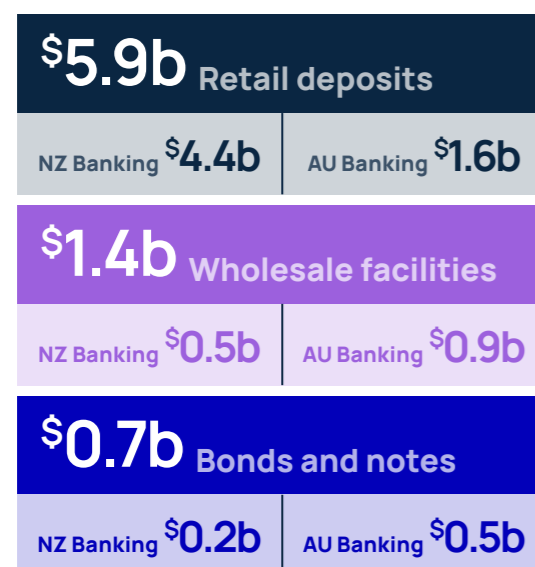 $5.9b Retail deposits
NZ Banking $4.4b AU Banking $1.6b
$1.4b Wholesale facilities
NZ Banking $0.5b AU Banking $0.9b
$0.7b Bonds and notes
NZ Banking $0.2b AU Banking $0.5b